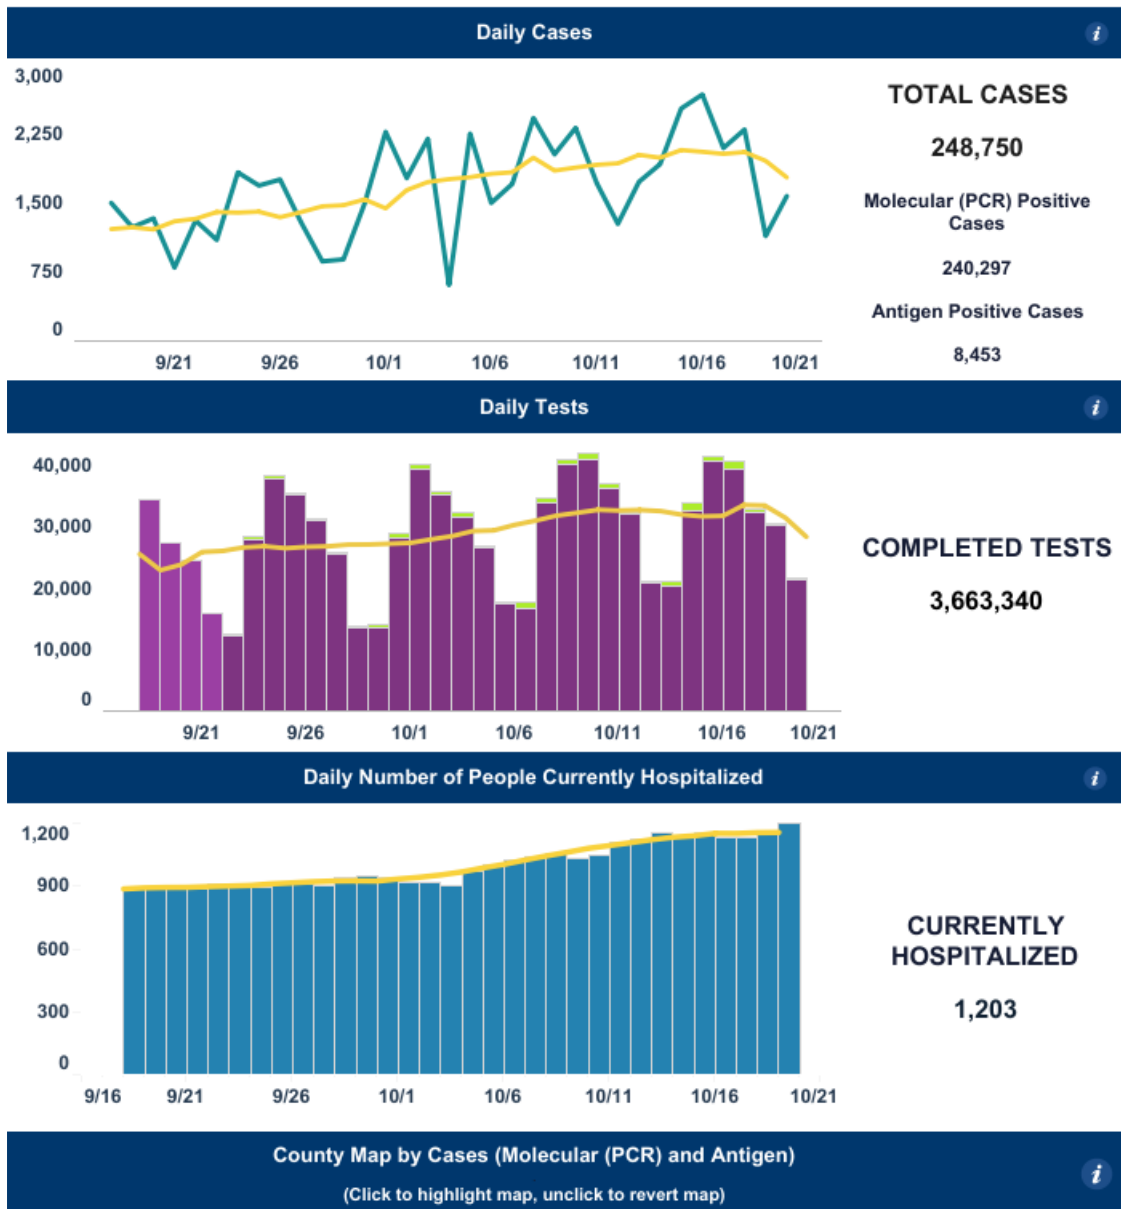 Daily Cases
i
3,000
2,250
1,500
750
0
9/21 9/26 10/1 10/6 10/11 10/16 10/21
TOTAL CASES
248,750
Molecular (PCR) Positive
Cases
240,297
Antigen Positive Cases
8,453
Daily Tests
i
40,000
30,000
20,000
10,000
0
9/21 9/26 10/1 10/6 10/11 10/16 10/21
COMPLETED TESTS
3,663,340
Daily Number of People Currently Hospitalized
i
1,200
900
600
300
0
9/16 9/21 9/26 10/1 10/6 10/11 10/16 10/21
CURRENTLY
HOSPITALIZED
1,203
County Map by Cases (Molecular (PCR) and Antigen)
i
(Click to highlight map, unclick to revert map)